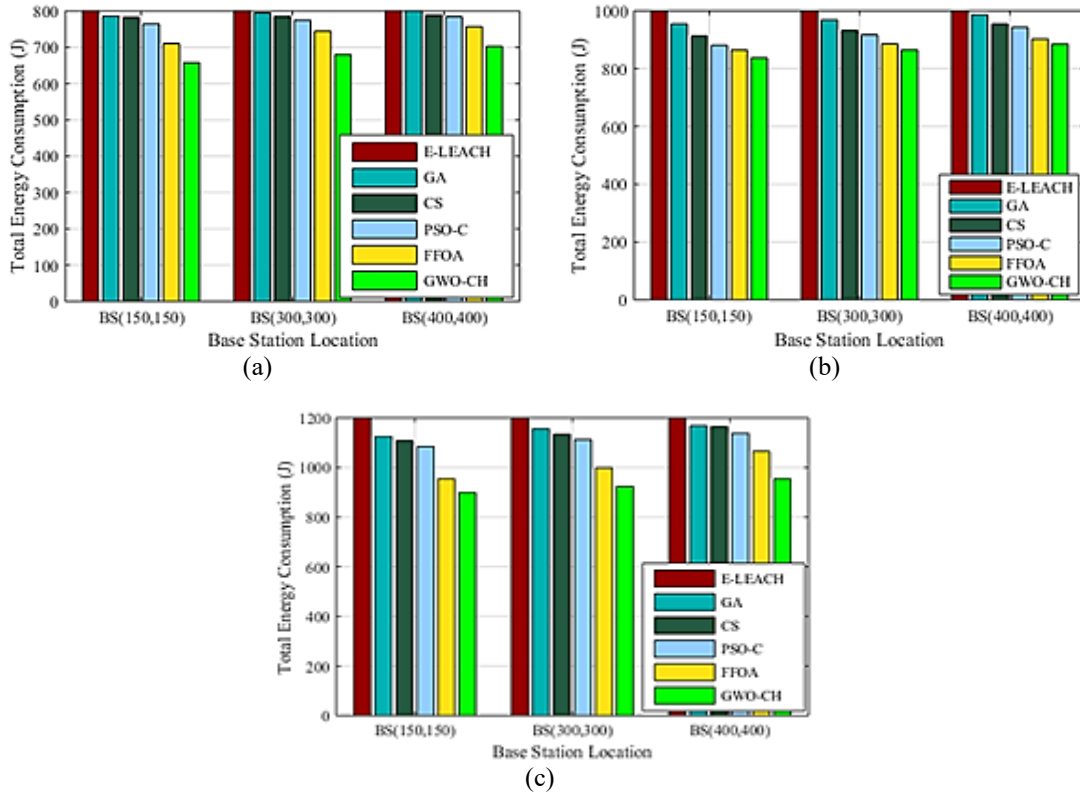 Total Energy Consumption (J)
800
700
600
500
400
300
200
100
0
BS(150,150) BS(300,300) BS(400,400)
Base Station Location
E-LEACH
GA
CS
PSO-C
FFOA
GWO-CH
(a)
Total Energy Consumption (J)
1000
800
600
400
200
0
BS(150,150) BS(300,300) BS(400,400)
Base Station Location
E-LEACH
GA
CS
PSO-C
FFOA
GWO-CH
(b)
Total Energy Consumption (J)
1200
1000
800
600
400
200
0
BS(150,150) BS(300,300) BS(400,400)
Base Station Location
E-LEACH
GA
CS
PSO-C
FFOA
GWO-CH
(c)